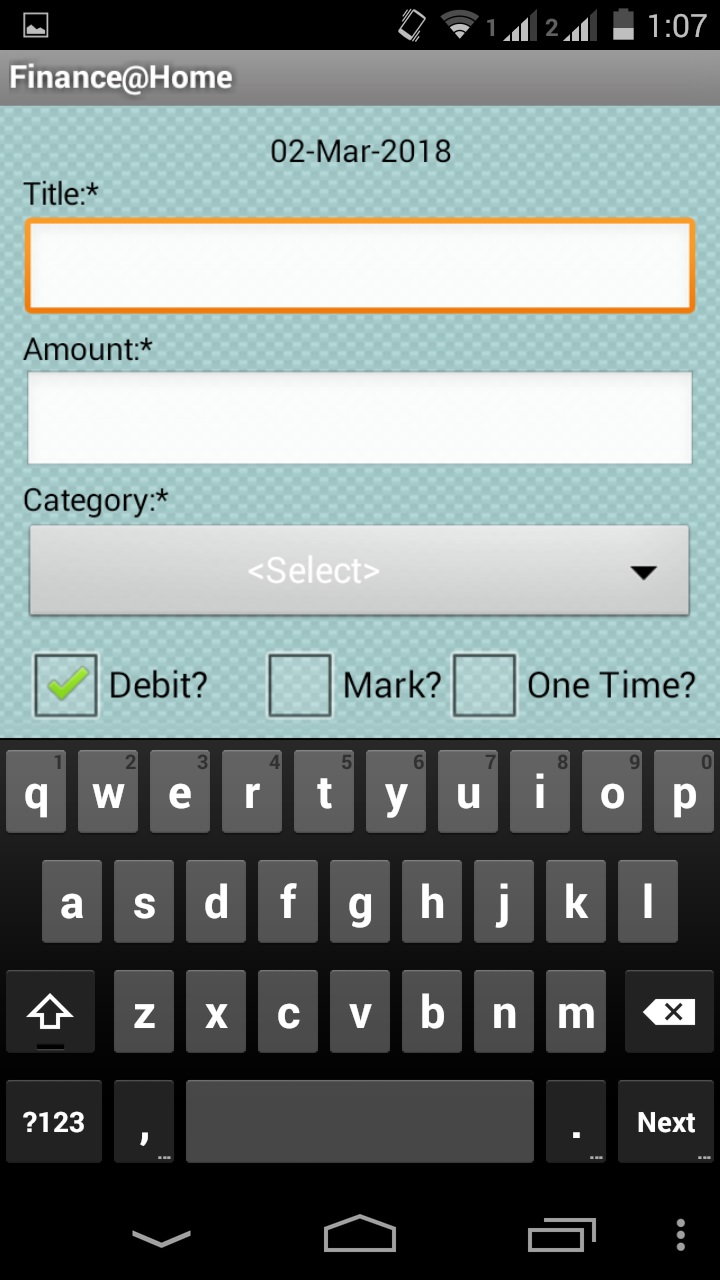 1 2 1:07
Finance@Home
02-Mar-2018
Title:*
Amount:*
Category:*
<Select>
Debit? Mark? One Time?
1 2 3 4 5 6 7 8 9 0
q w e r t y u i o p
a s d f g h j k l
z x c v b n m
?123 , . Next